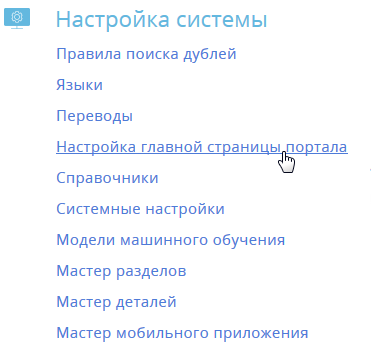 Настройка системы
Правила поиска дублей
Языки
Переводы
Настройка главной страницы портала
Справочники
Системные настройки
Модели машинного обучения
Мастер разделов
Мастер деталей
Мастер мобильного приложения